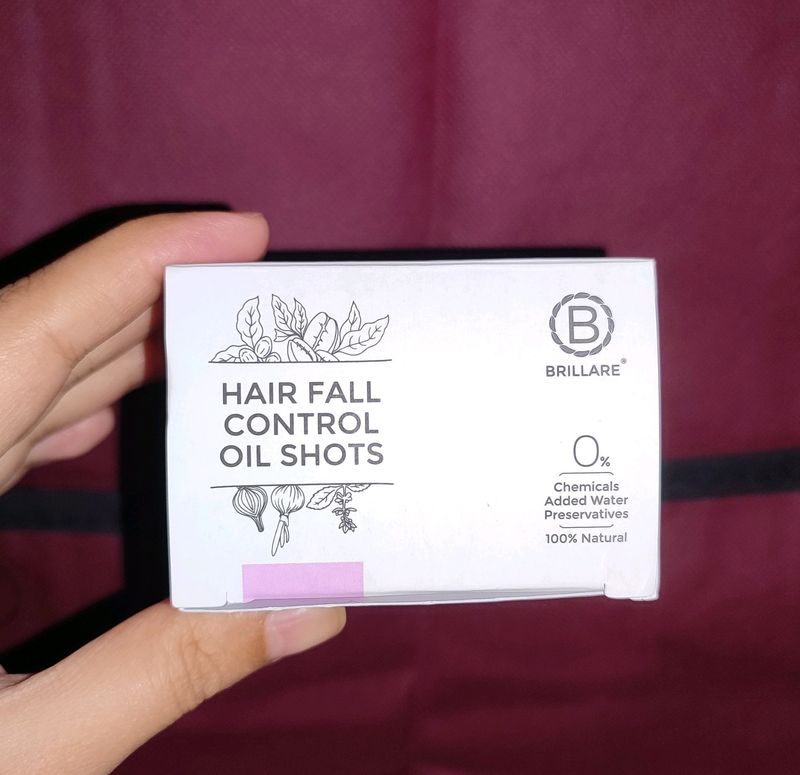 HAIR FALL
CONTROL
OIL SHOTS
B
BRILLARE®
0%
Chemicals
Added Water
Preservatives
100% Natural